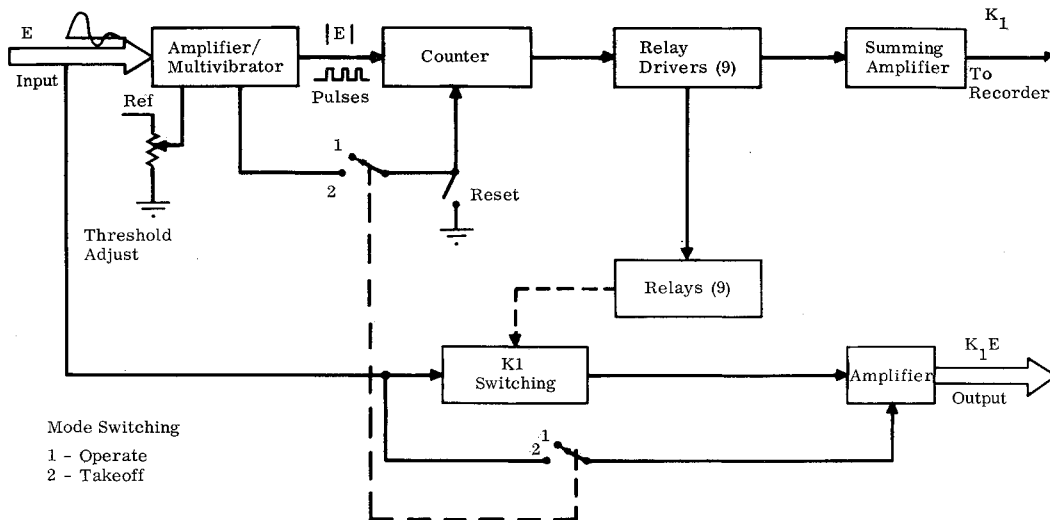 E
Input
Amplifier/
Multivibrator
|E|
Pulses
Counter
Relay
Drivers (9)
Summing
Amplifier
K1
To
Recorder
Ref
Threshold
Adjust
1
2
Reset
Relays (9)
K1
Switching
Amplifier
K1E
Output
1
2
Mode Switching
1 - Operate
2 - Takeoff